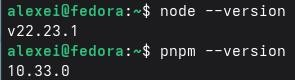 alexei@fedora:~$ node --version
v22.23.1
alexei@fedora:~$ pnpm --version
10.33.0